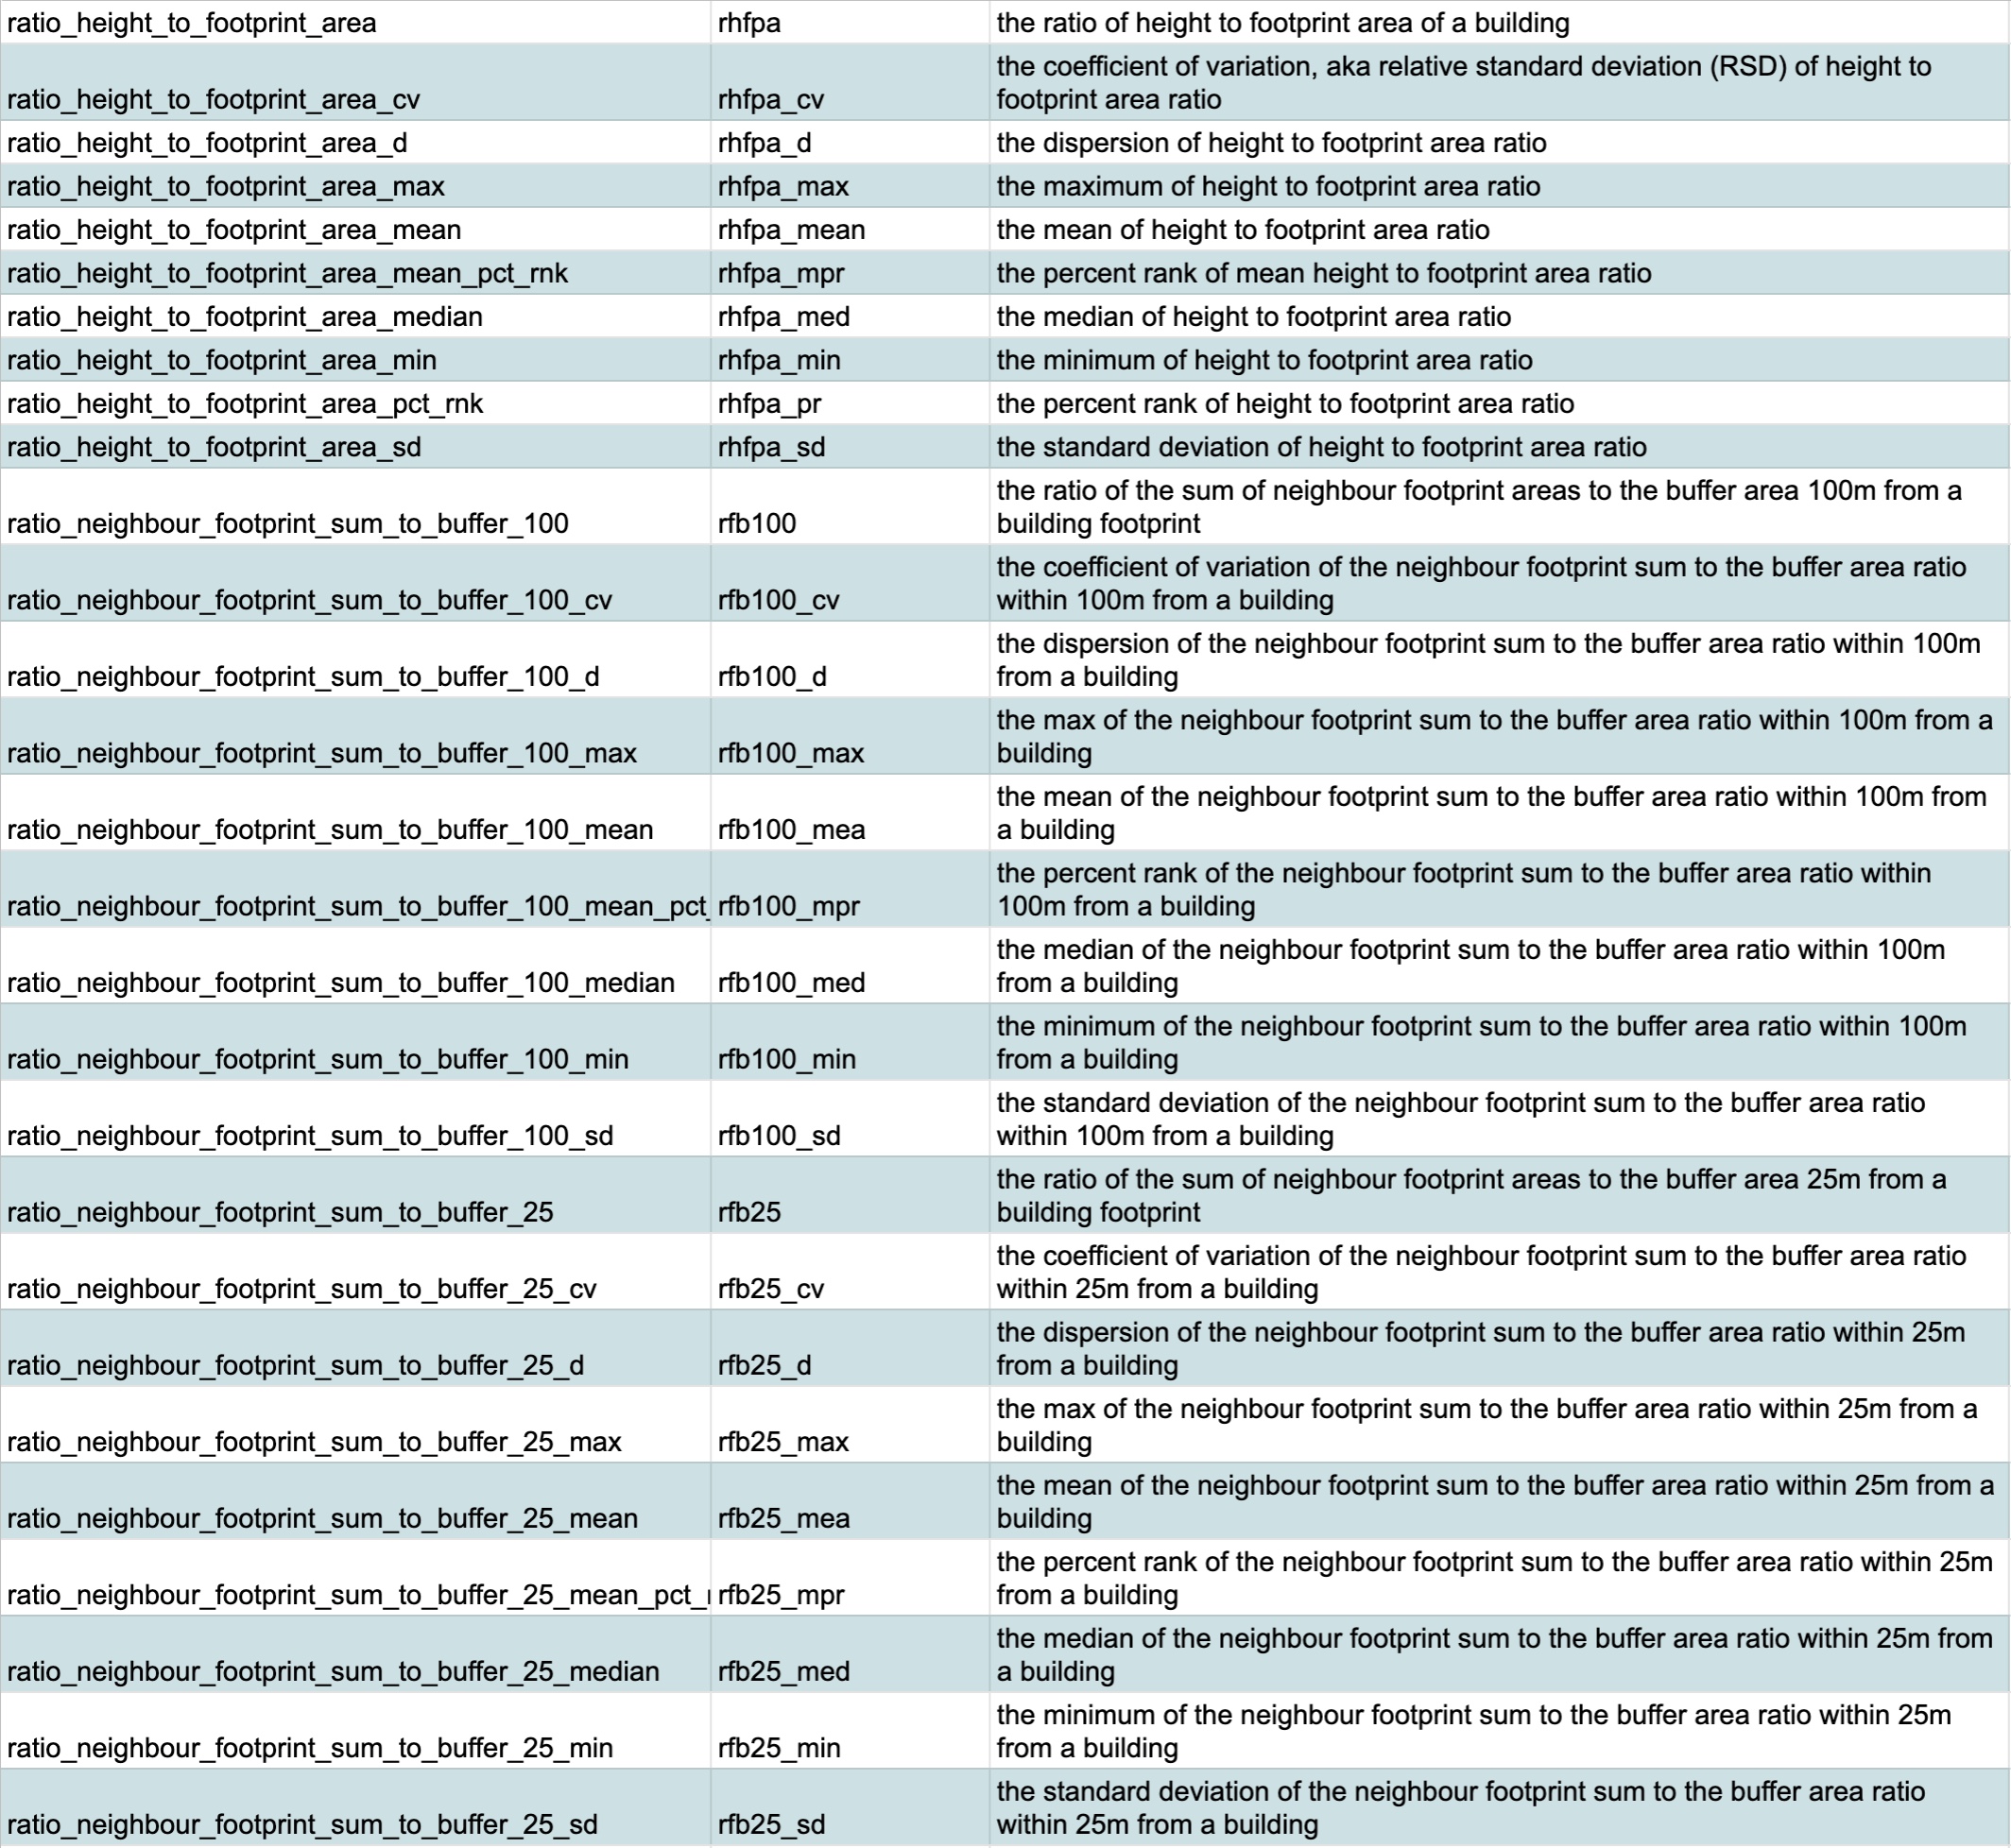 ratio_height_to_footprint_area rhfpa the ratio of height to footprint area of a building
the coefficient of variation, aka relative standard deviation (RSD) of height to
ratio_height_to_footprint_area_cv rhfpa_cv footprint area ratio
ratio_height_to_footprint_area_d rhfpa_d the dispersion of height to footprint area ratio
ratio_height_to_footprint_area_max rhfpa_max the maximum of height to footprint area ratio
ratio_height_to_footprint_area_mean rhfpa_mean the mean of height to footprint area ratio
ratio_height_to_footprint_area_mean_pct_rnk rhfpa_mpr the percent rank of mean height to footprint area ratio
ratio_height_to_footprint_area_median rhfpa_med the median of height to footprint area ratio
ratio_height_to_footprint_area_min rhfpa_min the minimum of height to footprint area ratio
ratio_height_to_footprint_area_pct_rnk rhfpa_pr the percent rank of height to footprint area ratio
ratio_height_to_footprint_area_sd rhfpa_sd the standard deviation of height to footprint area ratio
the ratio of the sum of neighbour footprint areas to the buffer area 100m from a
ratio_neighbour_footprint_sum_to_buffer_100 rfb100 building footprint
the coefficient of variation of the neighbour footprint sum to the buffer area ratio
ratio_neighbour_footprint_sum_to_buffer_100_cv rfb100_cv within 100m from a building
the dispersion of the neighbour footprint sum to the buffer area ratio within 100m
ratio_neighbour_footprint_sum_to_buffer_100_d rfb100_d from a building
the max of the neighbour footprint sum to the buffer area ratio within 100m from a
ratio_neighbour_footprint_sum_to_buffer_100_max rfb100_max building
the mean of the neighbour footprint sum to the buffer area ratio within 100m from
ratio_neighbour_footprint_sum_to_buffer_100_mean rfb100_mea a building
the percent rank of the neighbour footprint sum to the buffer area ratio within
ratio_neighbour_footprint_sum_to_buffer_100_mean_pct_ rfb100_mpr 100m from a building
the median of the neighbour footprint sum to the buffer area ratio within 100m
ratio_neighbour_footprint_sum_to_buffer_100_median rfb100_med from a building
the minimum of the neighbour footprint sum to the buffer area ratio within 100m
ratio_neighbour_footprint_sum_to_buffer_100_min rfb100_min from a building
the standard deviation of the neighbour footprint sum to the buffer area ratio
ratio_neighbour_footprint_sum_to_buffer_100_sd rfb100_sd within 100m from a building
the ratio of the sum of neighbour footprint areas to the buffer area 25m from a
ratio_neighbour_footprint_sum_to_buffer_25 rfb25 building footprint
the coefficient of variation of the neighbour footprint sum to the buffer area ratio
ratio_neighbour_footprint_sum_to_buffer_25_cv rfb25_cv within 25m from a building
the dispersion of the neighbour footprint sum to the buffer area ratio within 25m
ratio_neighbour_footprint_sum_to_buffer_25_d rfb25_d from a building
the max of the neighbour footprint sum to the buffer area ratio within 25m from a
ratio_neighbour_footprint_sum_to_buffer_25_max rfb25_max building
the mean of the neighbour footprint sum to the buffer area ratio within 25m from a
ratio_neighbour_footprint_sum_to_buffer_25_mean rfb25_mea building
the percent rank of the neighbour footprint sum to the buffer area ratio within 25m
ratio_neighbour_footprint_sum_to_buffer_25_mean_pct_ rfb25_mpr from a building
the median of the neighbour footprint sum to the buffer area ratio within 25m from
ratio_neighbour_footprint_sum_to_buffer_25_median rfb25_med a building
the minimum of the neighbour footprint sum to the buffer area ratio within 25m
ratio_neighbour_footprint_sum_to_buffer_25_min rfb25_min from a building
the standard deviation of the neighbour footprint sum to the buffer area ratio
ratio_neighbour_footprint_sum_to_buffer_25_sd rfb25_sd within 25m from a building